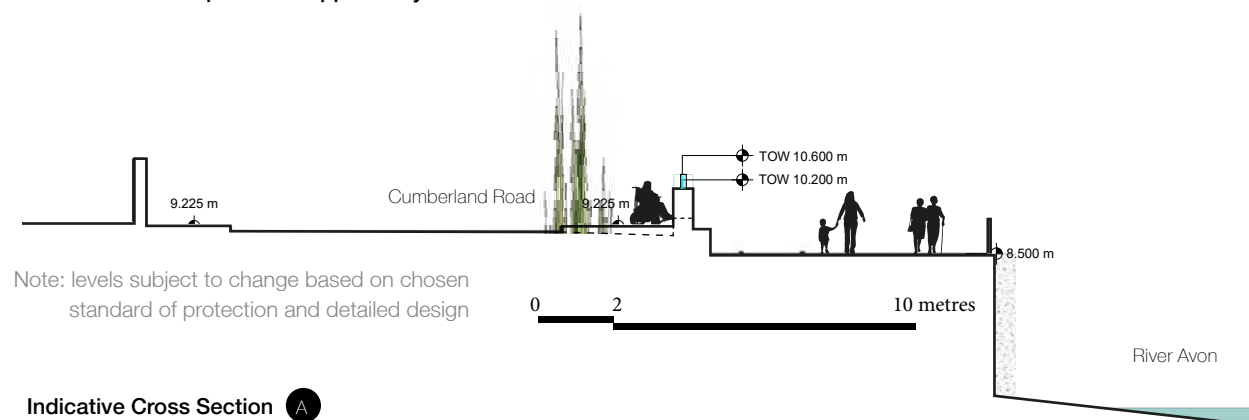 TOW 10.600 m
TOW 10.200 m
Cumberland Road
9.225 m
9.225 m
8.500 m
Note: levels subject to change based on chosen
standard of protection and detailed design
0 2 10 metres
River Avon
Indicative Cross Section A